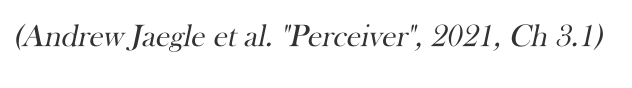 (Andrew Jaegle et al. "Perceiver", 2021, Ch 3.1)